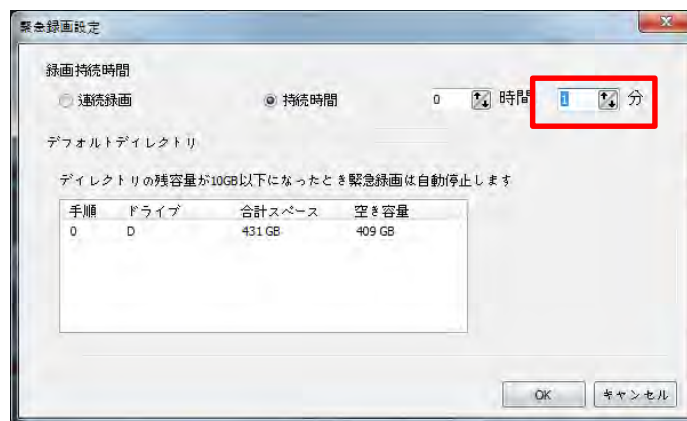 緊急録画設定
録画持続時間
連続録画 持続時間 0 時間 1 分
デフォルトディレクトリ
ディレクトリの残容量が10GB以下になったとき緊急録画は自動停止します
手順 ドライブ 合計スペース 空き容量
0 D 431 GB 409 GB
OK キャンセル